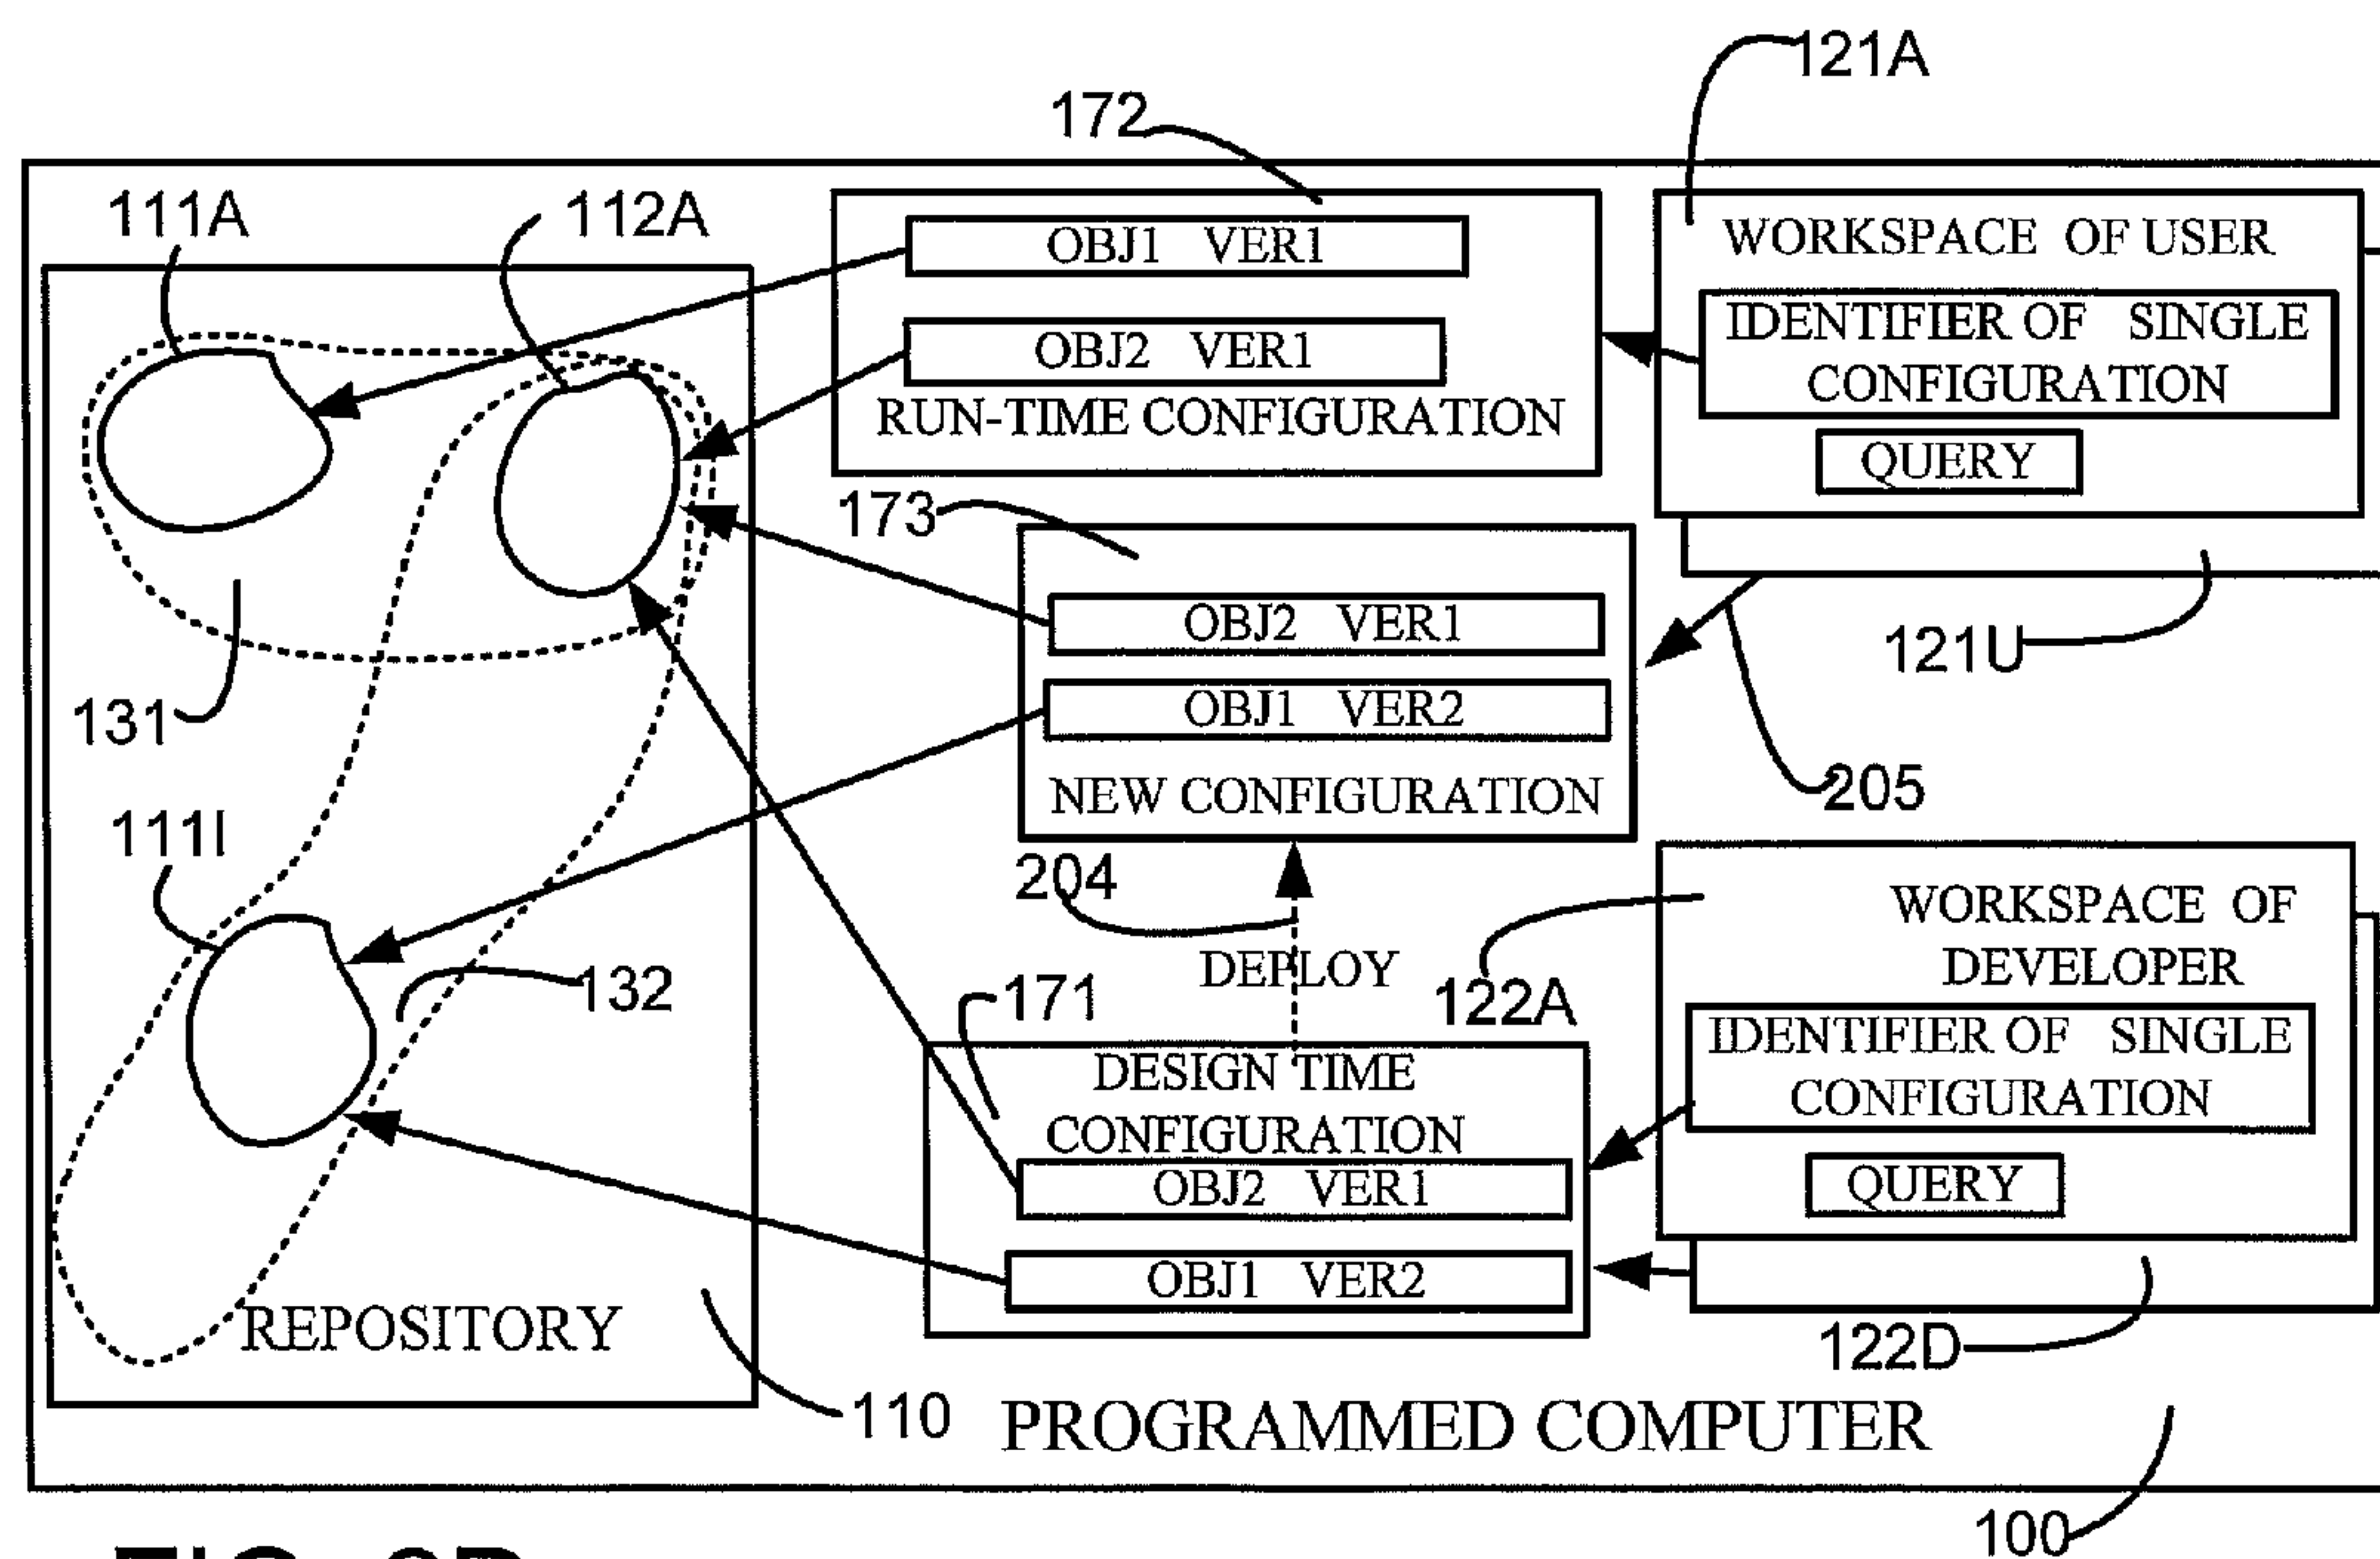 121A
172
111A
112A
OBJ1 VER1
WORKSPACE OF USER
OBJ2 VER1
IDENTIFIER OF SINGLE
CONFIGURATION
RUN-TIME CONFIGURATION
QUERY
173
OBJ2 VER1
121U
131
OBJ1 VER2
NEW CONFIGURATION
205
111I
204
WORKSPACE OF
DEVELOPER
132
DEPLOY
171
122A
IDENTIFIER OF SINGLE
CONFIGURATION
DESIGN TIME
CONFIGURATION
OBJ2 VER1
QUERY
OBJ1 VER2
REPOSITORY
122D
110
PROGRAMMED COMPUTER
100